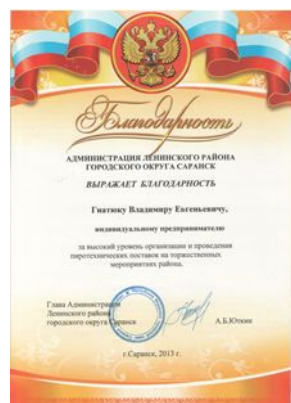 Благодарность
АДМИНИСТРАЦИЯ ЛЕНИНСКОГО РАЙОНА
ГОРОДСКОГО ОКРУГА САРАНСК
ВЫРАЖАЕТ БЛАГОДАРНОСТЬ
Гнатюку Владимиру Евгеньевичу,
индивидуальному предпринимателю
за высокий уровень организации и проведения
пиротехнических поставок на торжественных
мероприятиях района.
Глава Администрации
Ленинского района
городского округа Саранск
А.Б.Юткин
г.Саранск, 2013 г.